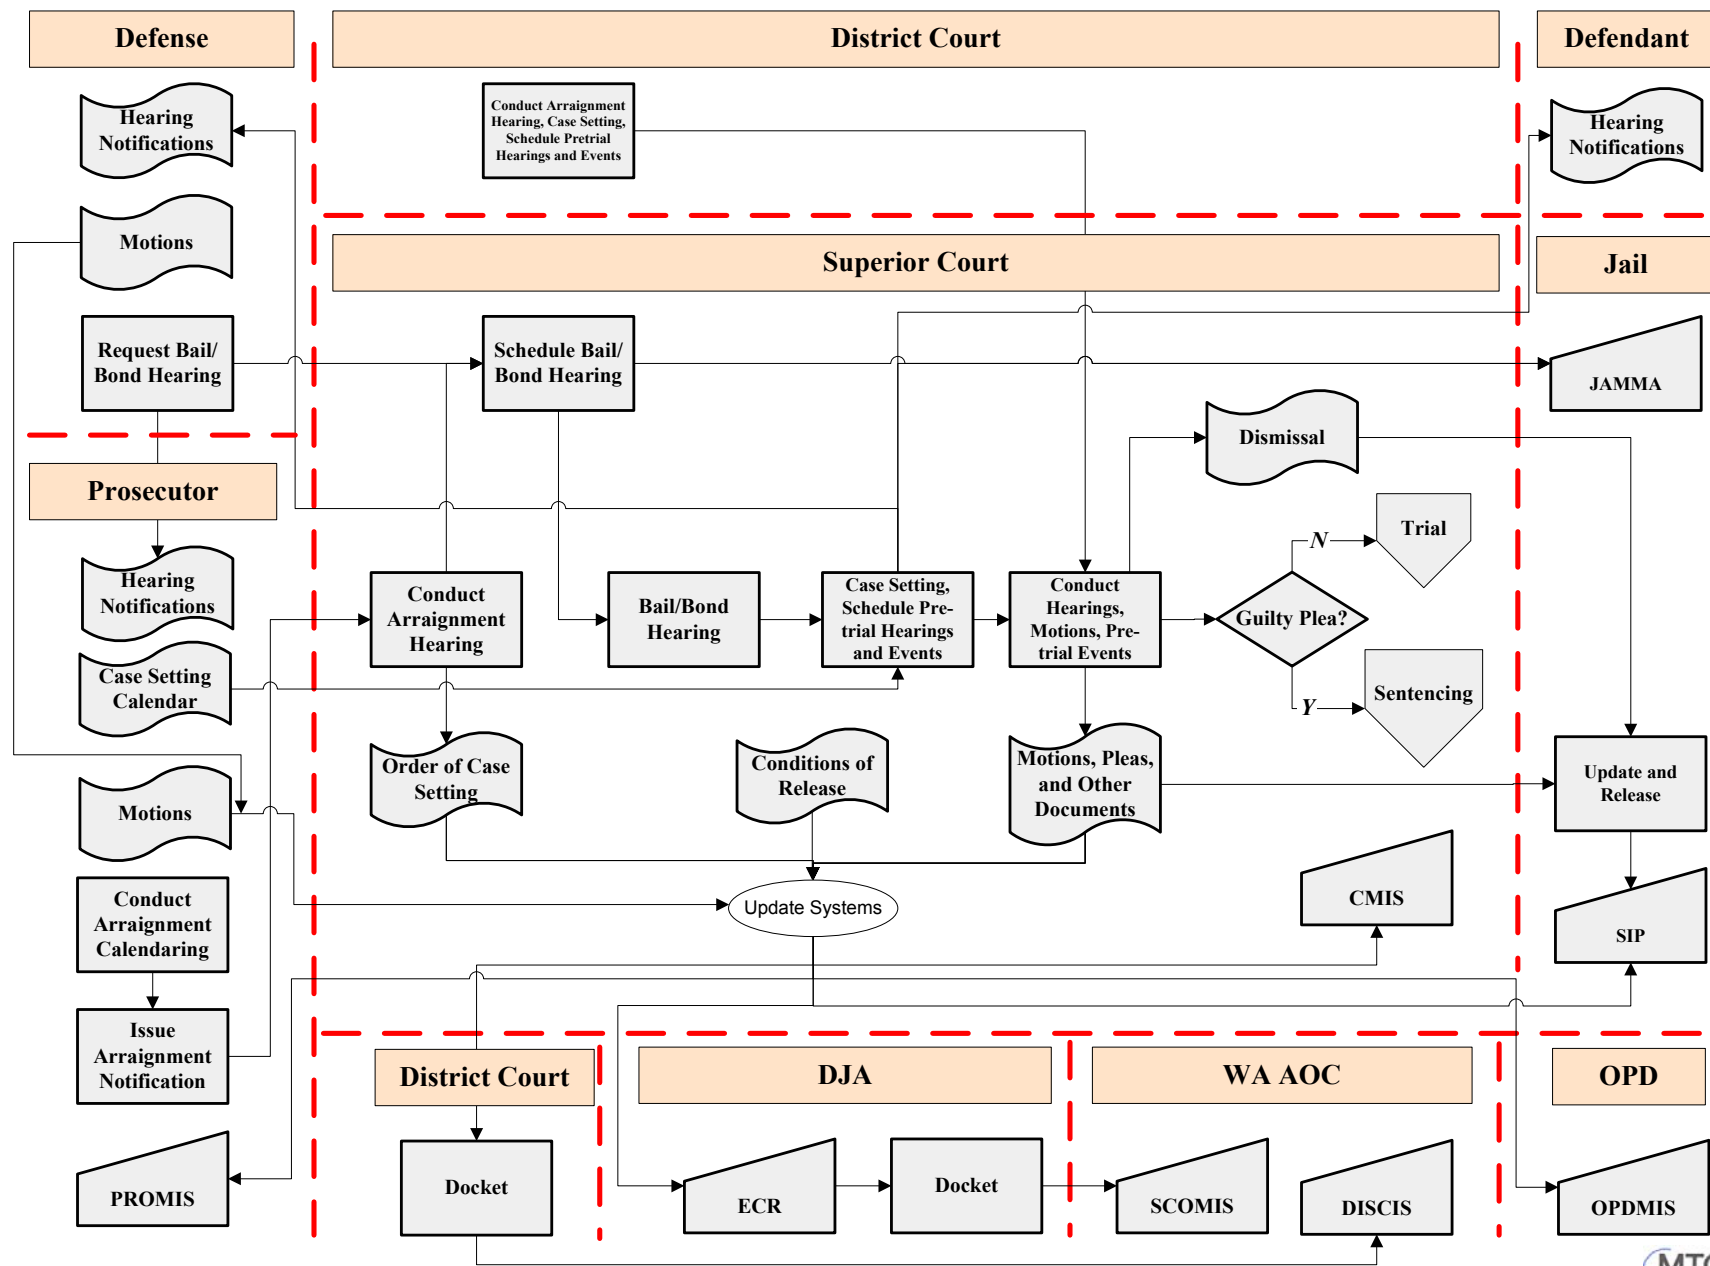 Defense
District Court
Defendant
Hearing
Notifications
Conduct Arraignment
Hearing, Case Setting,
Schedule Pretrial
Hearings and Events
Hearing
Notifications
Motions
Superior Court
Jail
Request Bail/
Bond Hearing
Schedule Bail/
Bond Hearing
JAMMA
Dismissal
Prosecutor
Trial
N
Hearing
Notifications
Conduct
Arraignment
Hearing
Bail/Bond
Hearing
Case Setting,
Schedule Pre-
trial Hearings
and Events
Conduct
Hearings,
Motions, Pre-
trial Events
Guilty Plea?
Case Setting
Calendar
Sentencing
Y
Order of Case
Setting
Conditions of
Release
Motions, Pleas,
and Other
Documents
Update and
Release
Motions
Conduct
Arraignment
Calendaring
Update Systems
CMIS
SIP
Issue
Arraignment
Notification
District Court
DJA
WA AOC
OPD
PROMIS
Docket
ECR
Docket
SCOMIS
DISCIS
OPDMIS